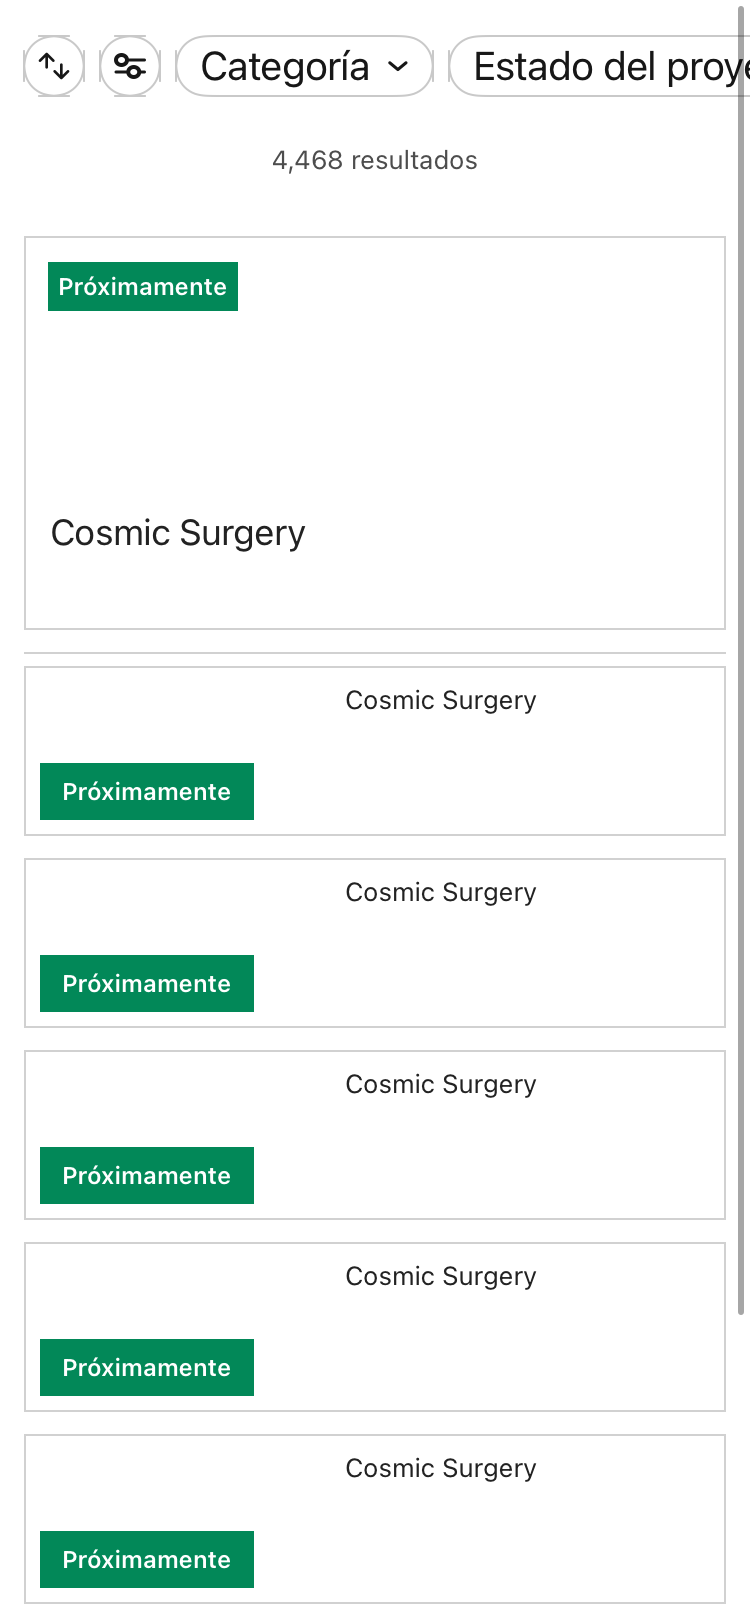 Categoría
Estado del proye
4,468 resultados
Próximamente
Cosmic Surgery
Cosmic Surgery
Próximamente
Cosmic Surgery
Próximamente
Cosmic Surgery
Próximamente
Cosmic Surgery
Próximamente
Cosmic Surgery
Próximamente